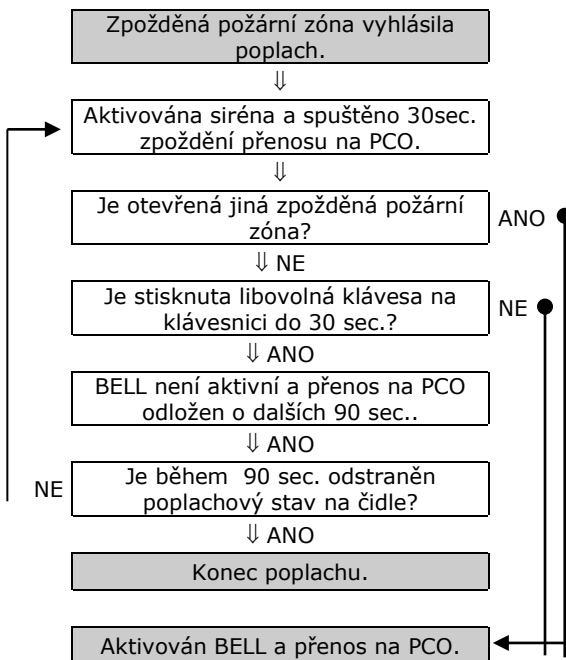 Zpožděná požární zóna vyhlásila
poplach.
⇓
Aktivována siréna a spuštěno 30sec.
zpoždění přenosu na PCO.
⇓
Je otevřená jiná zpožděná požární
zóna?
ANO
⇓ NE
Je stisknuta libovolná klávesa na
klávesnici do 30 sec.?
NE
⇓ ANO
BELL není aktivní a přenos na PCO
odložen o dalších 90 sec..
⇓ ANO
Je během 90 sec. odstraněn
poplachový stav na čidle?
NE
⇓ ANO
Konec poplachu.
Aktivován BELL a přenos na PCO.